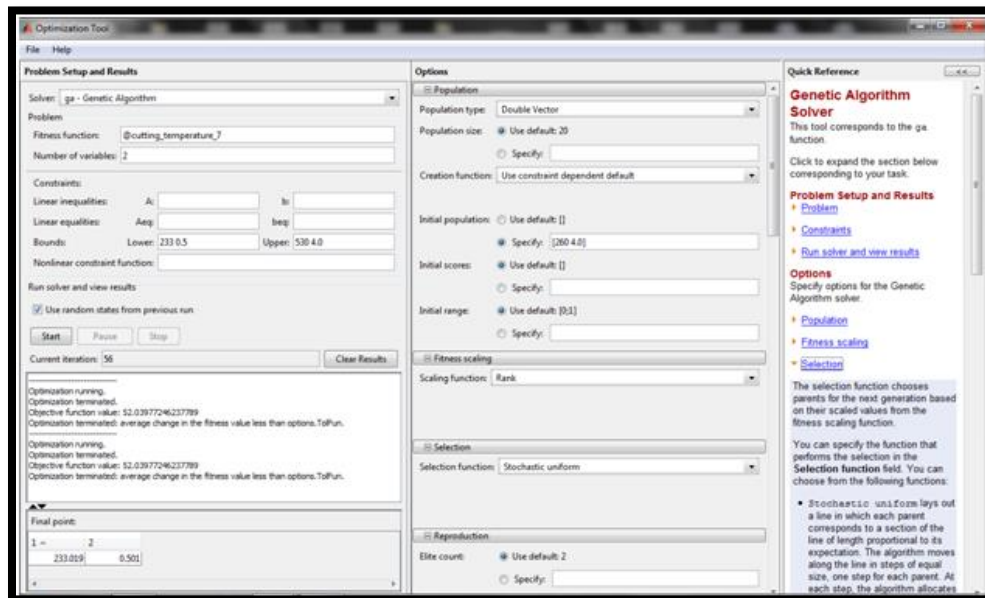 Optimization Tool
File Help
Problem Setup and Results
Solver: ga - Genetic Algorithm
Problem
Fitness function: @cutting_temperature_7
Number of variables: 2
Constraints:
Linear inequalities: A: b:
Linear equalities: Aeq: beq:
Bounds: Lower: 233 0.5 Upper: 530 4.0
Nonlinear constraint function:
Run solver and view results
Use random states from previous run
Start Pause Stop
Current iteration: 56 Clear Results
Optimization running.
Optimization terminated.
Objective function value: 52.03977246237789
Optimization terminated: average change in the fitness value less than options.TolFun.
Optimization running.
Optimization terminated.
Objective function value: 52.03977246237789
Optimization terminated: average change in the fitness value less than options.TolFun.
Final point:
1 2
233.019 0.501
Options
Population
Population type: Double Vector
Population size: Use default: 20
Specify:
Creation function: Use constraint dependent default
Initial population: Use default: []
Specify: [260 4.0]
Initial scores: Use default: []
Specify:
Initial range: Use default: [0;1]
Specify:
Fitness scaling
Scaling function: Rank
Selection
Selection function: Stochastic uniform
Reproduction
Elite count: Use default: 2
Specify:
Quick Reference <<
Genetic Algorithm
Solver
This tool corresponds to the ga
function.
Click to expand the section below
corresponding to your task.
Problem Setup and Results
Problem
Constraints
Run solver and view results
Options
Specify options for the Genetic
Algorithm solver.
Population
Fitness scaling
Selection
The selection function chooses
parents for the next generation based
on their scaled values from the
fitness scaling function.
You can specify the function that
performs the selection in the
Selection function field. You can
choose from the following functions:
• Stochastic uniform lays out
a line in which each parent
corresponds to a section of the
line of length proportional to its
expectation. The algorithm moves
along the line in steps of equal
size, one step for each parent. At
each step, the algorithm allocates